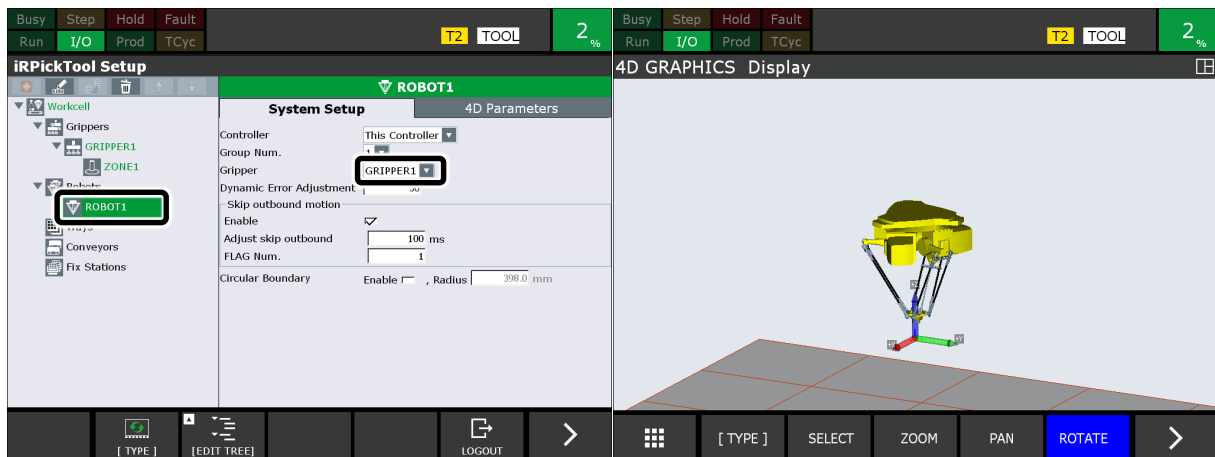 Busy Step Hold Fault
Run I/O Prod TCyc
T2 TOOL 2 %
iRPickTool Setup
Workcell
Grippers
GRIPPER1
ZONE1
Robots
ROBOT1
Trays
Conveyors
Fix Stations
ROBOT1
System Setup 4D Parameters
Controller This Controller
Group Num. 1
Gripper GRIPPER1
Dynamic Error Adjustment 50
Skip outbound motion
Enable
Adjust skip outbound 100 ms
FLAG Num. 1
Circular Boundary Enable , Radius 398.0 mm
[ TYPE ] [EDIT TREE] LOGOUT >
Busy Step Hold Fault
Run I/O Prod TCyc
T2 TOOL 2 %
4D GRAPHICS Display
+Z
+X +Y
[ TYPE ] SELECT ZOOM PAN ROTATE >